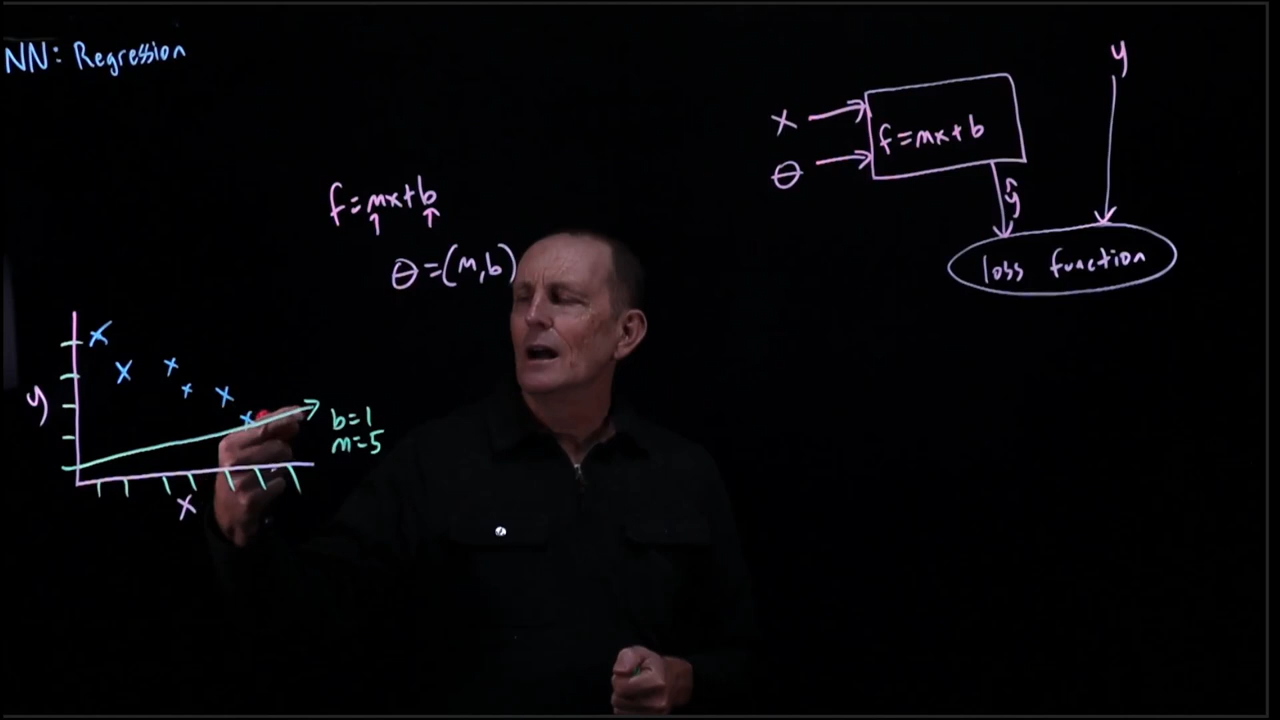 NN: Regression
y
x
f=mx+b
θ
ŷ
f=mx+b
θ=(m,b)
loss function
y
b=1
m=5
x